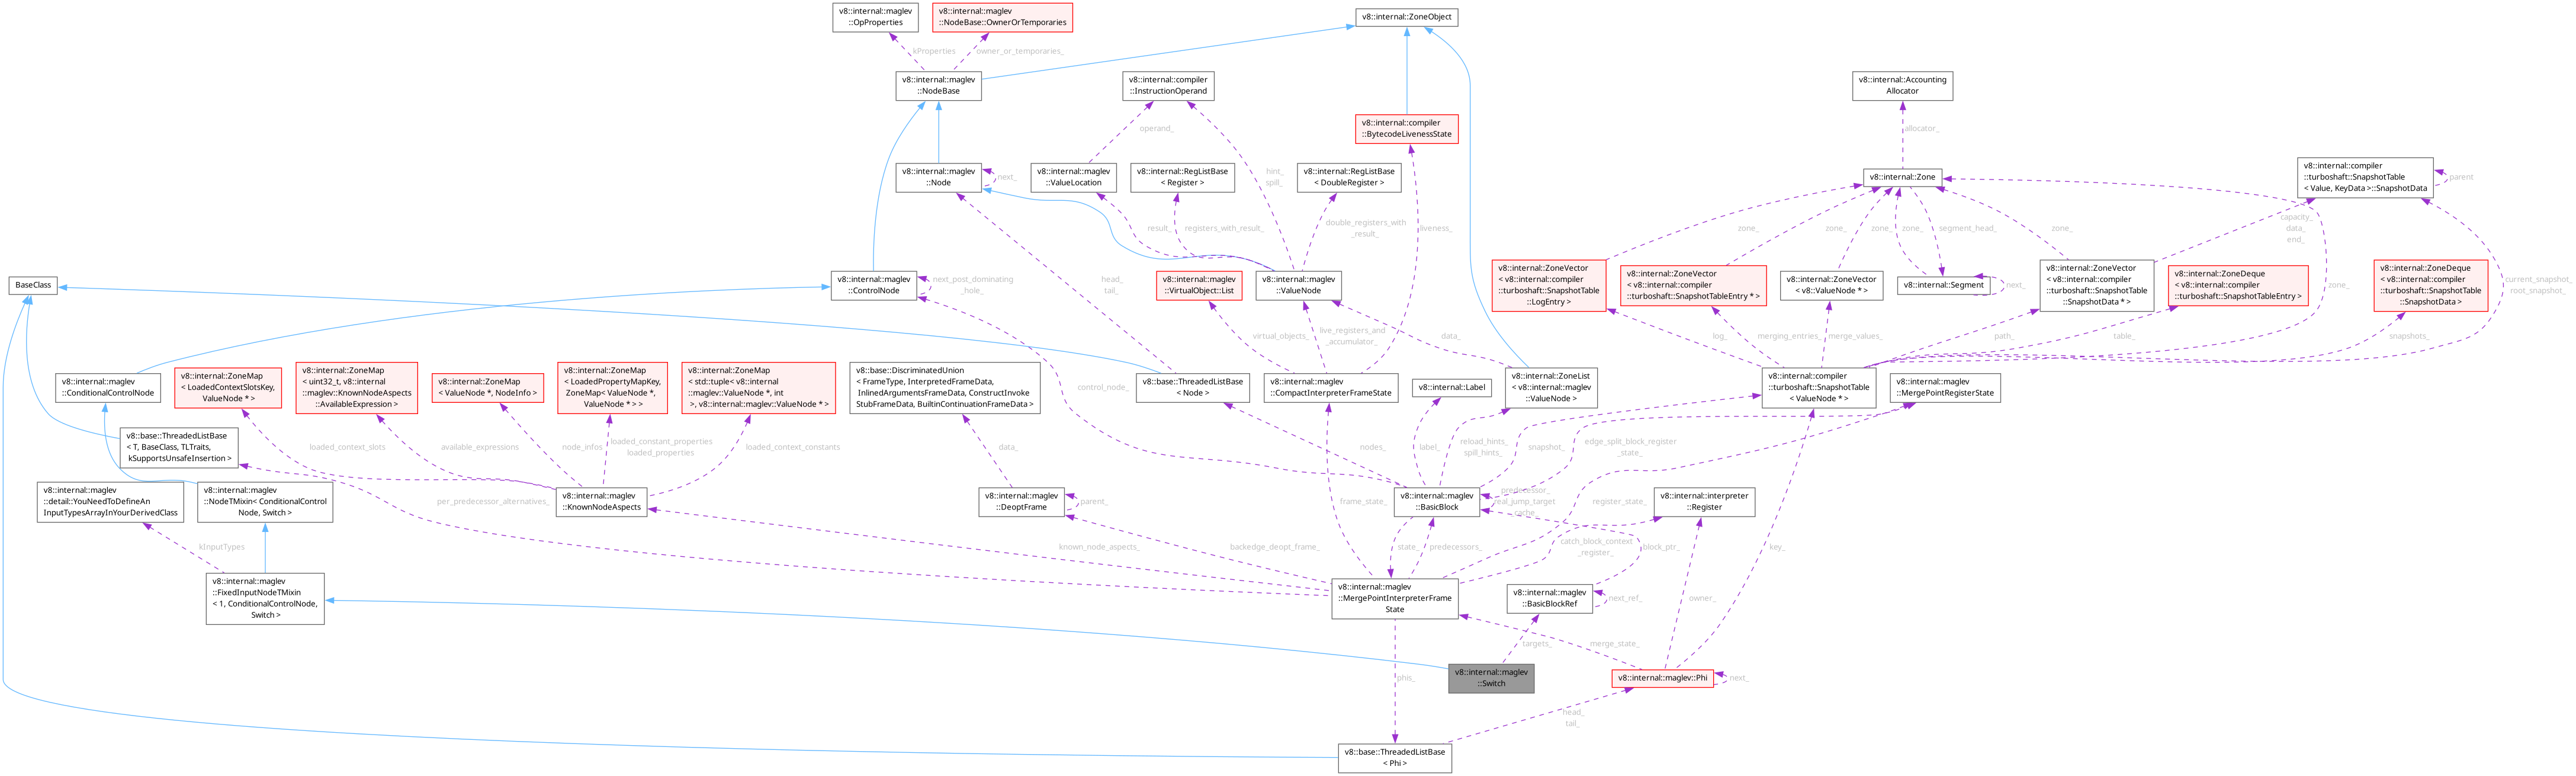 v8::internal::maglev
::OpProperties
v8::internal::maglev
::NodeBase::OwnerOrTemporaries
v8::internal::ZoneObject
kProperties
owner_or_temporaries_
v8::internal::maglev
::NodeBase
v8::internal::compiler
::InstructionOperand
v8::internal::Accounting
Allocator
operand_
v8::internal::compiler
::BytecodeLivenessState
allocator_
v8::internal::maglev
::Node
next_
v8::internal::maglev
::ValueLocation
v8::internal::RegListBase
< Register >
hint_
spill_
v8::internal::RegListBase
< DoubleRegister >
v8::internal::Zone
v8::internal::compiler
::turboshaft::SnapshotTable
< Value, KeyData >::SnapshotData
parent
result_
registers_with_result_
double_registers_with
_result_
liveness_
zone_
zone_
zone_
zone_
segment_head_
zone_
capacity_
data_
end_
BaseClass
v8::internal::maglev
::ControlNode
next_post_dominating
_hole_
head_
tail_
v8::internal::maglev
::VirtualObject::List
v8::internal::maglev
::ValueNode
v8::internal::ZoneVector
< v8::internal::compiler
::turboshaft::SnapshotTable
::LogEntry >
v8::internal::ZoneVector
< v8::internal::compiler
::turboshaft::SnapshotTableEntry * >
v8::internal::ZoneVector
< v8::ValueNode * >
v8::internal::Segment
next_
v8::internal::ZoneVector
< v8::internal::compiler
::turboshaft::SnapshotTable
::SnapshotData * >
v8::internal::ZoneDeque
< v8::internal::compiler
::turboshaft::SnapshotTableEntry >
zone_
v8::internal::ZoneDeque
< v8::internal::compiler
::turboshaft::SnapshotTable
::SnapshotData >
current_snapshot_
root_snapshot_
virtual_objects_
live_registers_and
_accumulator_
data_
log_
merging_entries_
merge_values_
path_
table_
snapshots_
v8::internal::maglev
::ConditionalControlNode
v8::internal::ZoneMap
< LoadedContextSlotsKey,
ValueNode * >
v8::internal::ZoneMap
< uint32_t, v8::internal
::maglev::KnownNodeAspects
::AvailableExpression >
v8::internal::ZoneMap
< ValueNode *, NodeInfo >
v8::internal::ZoneMap
< LoadedPropertyMapKey,
ZoneMap< ValueNode *,
ValueNode * > >
v8::internal::ZoneMap
< std::tuple< v8::internal
::maglev::ValueNode *, int
>, v8::internal::maglev::ValueNode * >
v8::base::DiscriminatedUnion
< FrameType, InterpretedFrameData,
InlinedArgumentsFrameData, ConstructInvoke
StubFrameData, BuiltinContinuationFrameData >
control_node_
v8::base::ThreadedListBase
< Node >
v8::internal::maglev
::CompactInterpreterFrameState
v8::internal::Label
v8::internal::ZoneList
< v8::internal::maglev
::ValueNode >
v8::internal::compiler
::turboshaft::SnapshotTable
< ValueNode * >
v8::internal::maglev
::MergePointRegisterState
v8::base::ThreadedListBase
< T, BaseClass, TLTraits,
kSupportsUnsafeInsertion >
loaded_context_slots
available_expressions
node_infos
loaded_constant_properties
loaded_properties
loaded_context_constants
data_
nodes_
label_
reload_hints_
spill_hints_
snapshot_
edge_split_block_register
_state_
v8::internal::maglev
::detail::YouNeedToDefineAn
InputTypesArrayInYourDerivedClass
v8::internal::maglev
::NodeTMixin< ConditionalControl
Node, Switch >
per_predecessor_alternatives_
v8::internal::maglev
::KnownNodeAspects
v8::internal::maglev
::DeoptFrame
parent_
frame_state_
v8::internal::maglev
::BasicBlock
predecessor_
real_jump_target
_cache_
register_state_
v8::internal::interpreter
::Register
kInputTypes
known_node_aspects_
backedge_deopt_frame_
state_
predecessors_
catch_block_context
_register_
block_ptr_
key_
v8::internal::maglev
::FixedInputNodeTMixin
< 1, ConditionalControlNode,
Switch >
v8::internal::maglev
::MergePointInterpreterFrame
State
v8::internal::maglev
::BasicBlockRef
next_ref_
owner_
targets_
merge_state_
phis_
v8::internal::maglev
::Switch
v8::internal::maglev::Phi
next_
head_
tail_
v8::base::ThreadedListBase
< Phi >